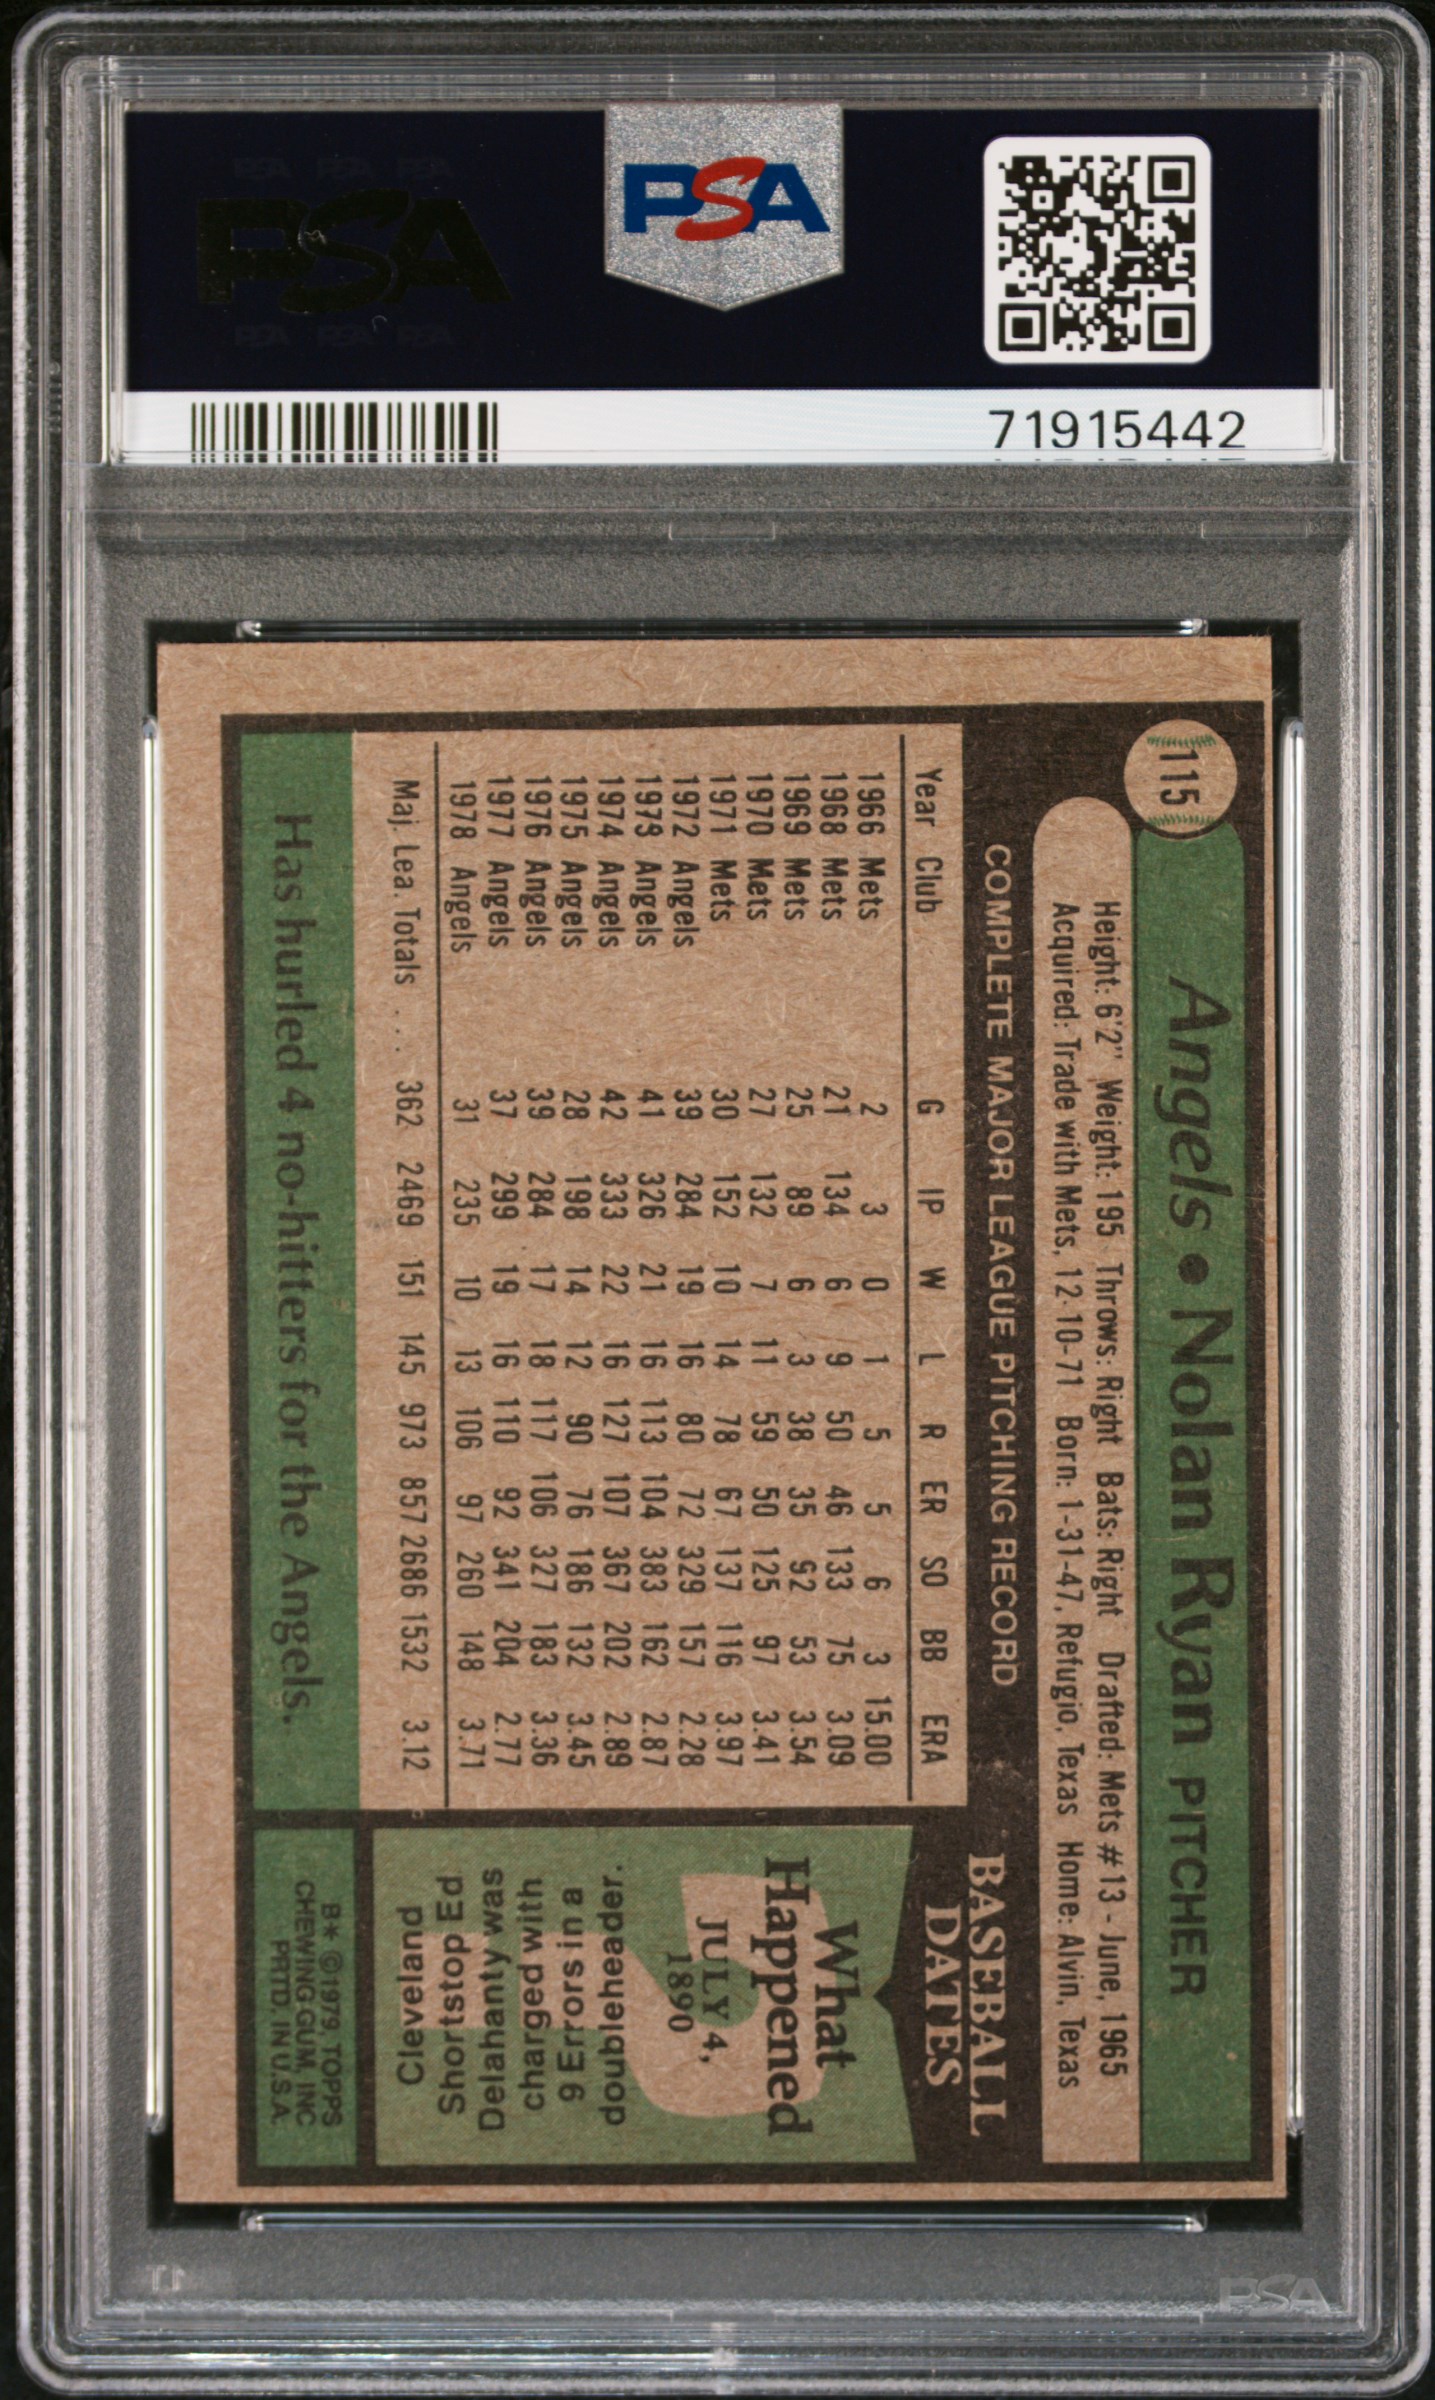 PSA PSA PSA
PSA
PSA PSA PSA
PSA
71915442
115
Angels • Nolan Ryan PITCHER
Height: 6'2" Weight: 195 Throws: Right Bats: Right Drafted: Mets #13 - June, 1965
Acquired: Trade with Mets, 12-10-71 Born: 1-31-47, Refugio, Texas Home: Alvin, Texas
COMPLETE MAJOR LEAGUE PITCHING RECORD
Year Club G IP W L R ER SO BB ERA
1966 Mets 2 3 0 1 5 5 6 3 15.00
1968 Mets 21 134 6 9 50 46 133 75 3.09
1969 Mets 25 89 6 3 38 35 92 53 3.54
1970 Mets 27 132 7 11 59 50 125 97 3.41
1971 Mets 30 152 10 14 78 67 137 116 3.97
1972 Angels 39 284 19 16 80 72 329 157 2.28
1973 Angels 41 326 21 16 113 104 383 162 2.87
1974 Angels 42 333 22 16 127 107 367 202 2.89
1975 Angels 28 198 14 12 90 76 186 132 3.45
1976 Angels 39 284 17 18 117 106 327 183 3.36
1977 Angels 37 299 19 16 110 92 341 204 2.77
1978 Angels 31 235 10 13 106 97 260 148 3.71
Maj. Lea. Totals . . . 362 2469 151 145 973 857 2686 1532 3.12
Has hurled 4 no-hitters for the Angels.
BASEBALL
DATES
What
Happened
JULY 4,
1890
Cleveland
Shortstop Ed
Delahanty was
charged with
9 Errors in a
doubleheader.
B* ©1979, TOPPS
CHEWING GUM, INC
PRTD. IN U.S.A.
PSA